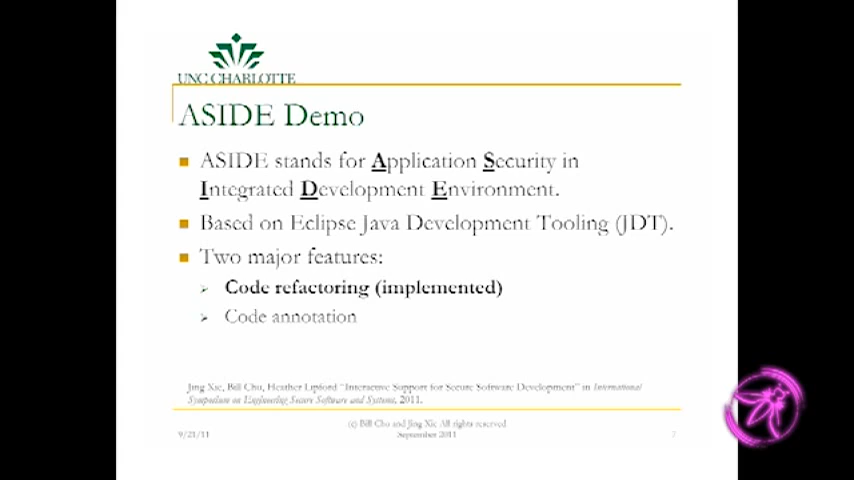 UNC CHARLOTTE
ASIDE Demo
ASIDE stands for Application Security in
Integrated Development Environment.
Based on Eclipse Java Development Tooling (JDT).
Two major features:
Code refactoring (implemented)
Code annotation
Jing Xie, Bill Chu, Heather Lipford "Interactive Support for Secure Software Development" in International
Symposium on Engineering Secure Software and Systems, 2011.
(c) Bill Chu and Jing Xie All rights reserved
9/21/11
September 2011
7